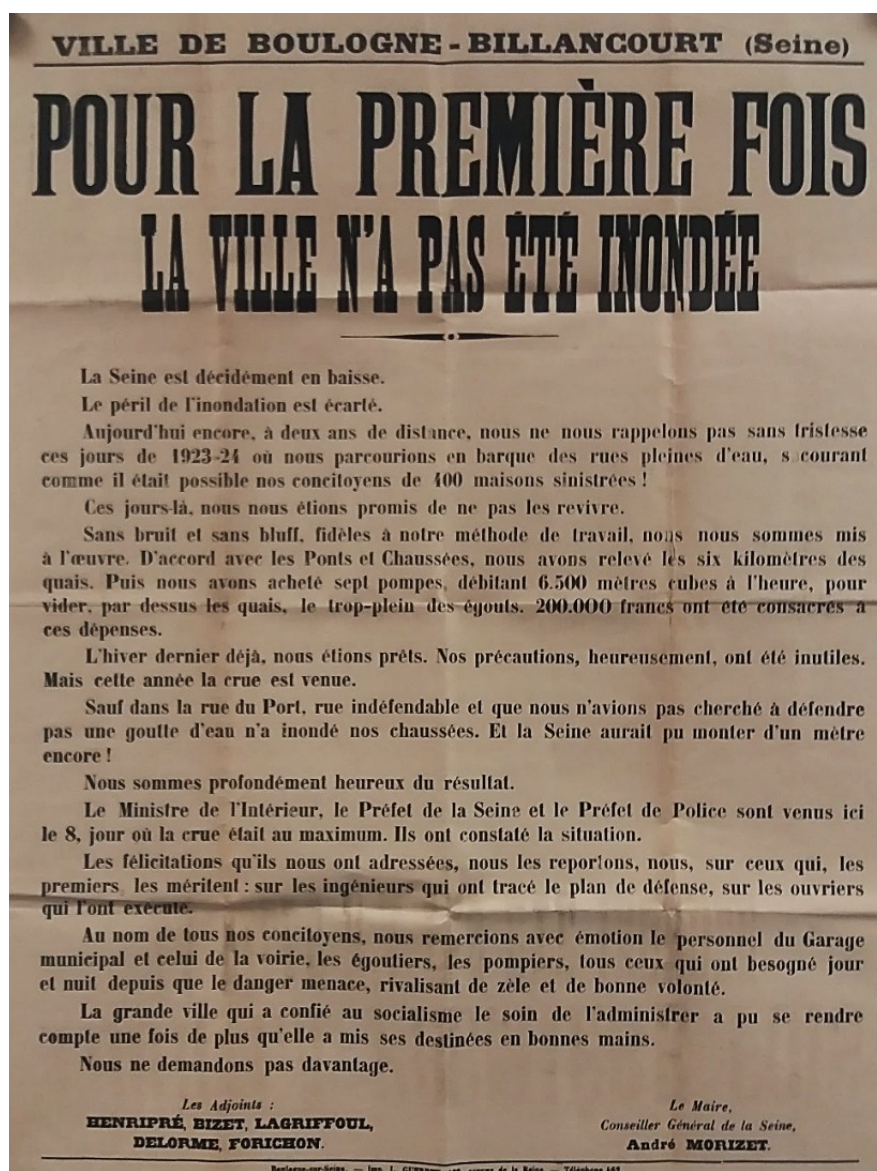 VILLE DE BOULOGNE-BILLANCOURT (Seine)
POUR LA PREMIÈRE FOIS
LA VILLE N'A PAS ÉTÉ INONDÉE
La Seine est décidément en baisse.
Le péril de l'inondation est écarté.
Aujourd'hui encore, à deux ans de distance, nous ne nous rappelons pas sans tristesse
ces jours de 1923-24 où nous parcourions en barque des rues pleines d'eau, s courant
comme il était possible nos concitoyens de 400 maisons sinistrées !
Ces jours-là, nous nous étions promis de ne pas les revivre.
Sans bruit et sans bluff, fidèles à notre méthode de travail, nous nous sommes mis
à l'œuvre. D'accord avec les Ponts et Chaussées, nous avons relevé les six kilomètres des
quais. Puis nous avons acheté sept pompes, débitant 6.500 mètres cubes à l'heure, pour
vider, par dessus les quais, le trop-plein des égouts. 200.000 francs ont été consacrés à
ces dépenses.
L'hiver dernier déjà, nous étions prêts. Nos précautions, heureusement, ont été inutiles.
Mais cette année la crue est venue.
Sauf dans la rue du Port, rue indéfendable et que nous n'avions pas cherché à défendre
pas une goutte d'eau n'a inondé nos chaussées. Et la Seine aurait pu monter d'un mètre
encore !
Nous sommes profondément heureux du résultat.
Le Ministre de l'Intérieur, le Préfet de la Seine et le Préfet de Police sont venus ici
le 8, jour où la crue était au maximum. Ils ont constaté la situation.
Les félicitations qu'ils nous ont adressées, nous les reportons, nous, sur ceux qui, les
premiers les méritent : sur les ingénieurs qui ont tracé le plan de défense, sur les ouvriers
qui l'ont exécuté.
Au nom de tous nos concitoyens, nous remercions avec émotion le personnel du Garage
municipal et celui de la voirie, les égoutiers, les pompiers, tous ceux qui ont besogné jour
et nuit depuis que le danger menace, rivalisant de zèle et de bonne volonté.
La grande ville qui a confié au socialisme le soin de l'administrer a pu se rendre
compte une fois de plus qu'elle a mis ses destinées en bonnes mains.
Nous ne demandons pas davantage.
Les Adjoints :
HENRIPRÉ, BIZET, LAGRIFFOUL,
DELORME, FORICHON.
Le Maire,
Conseiller Général de la Seine,
André MORIZET.
Boulogne-sur-Seine. — Imp. de la Reine. — Téléphone